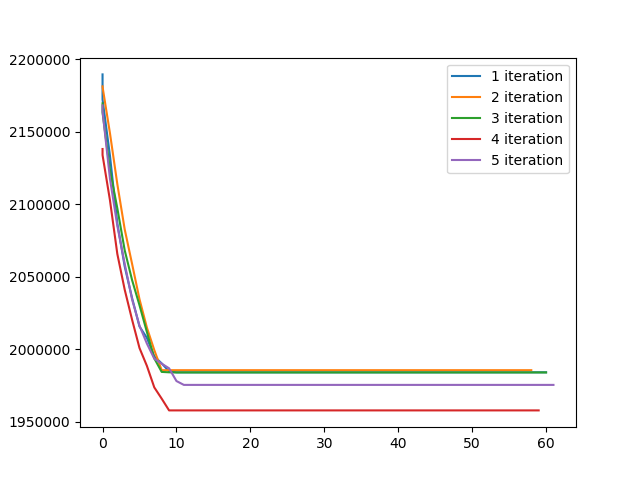 2200000
2150000
2100000
2050000
2000000
1950000
0 10 20 30 40 50 60
1 iteration
2 iteration
3 iteration
4 iteration
5 iteration